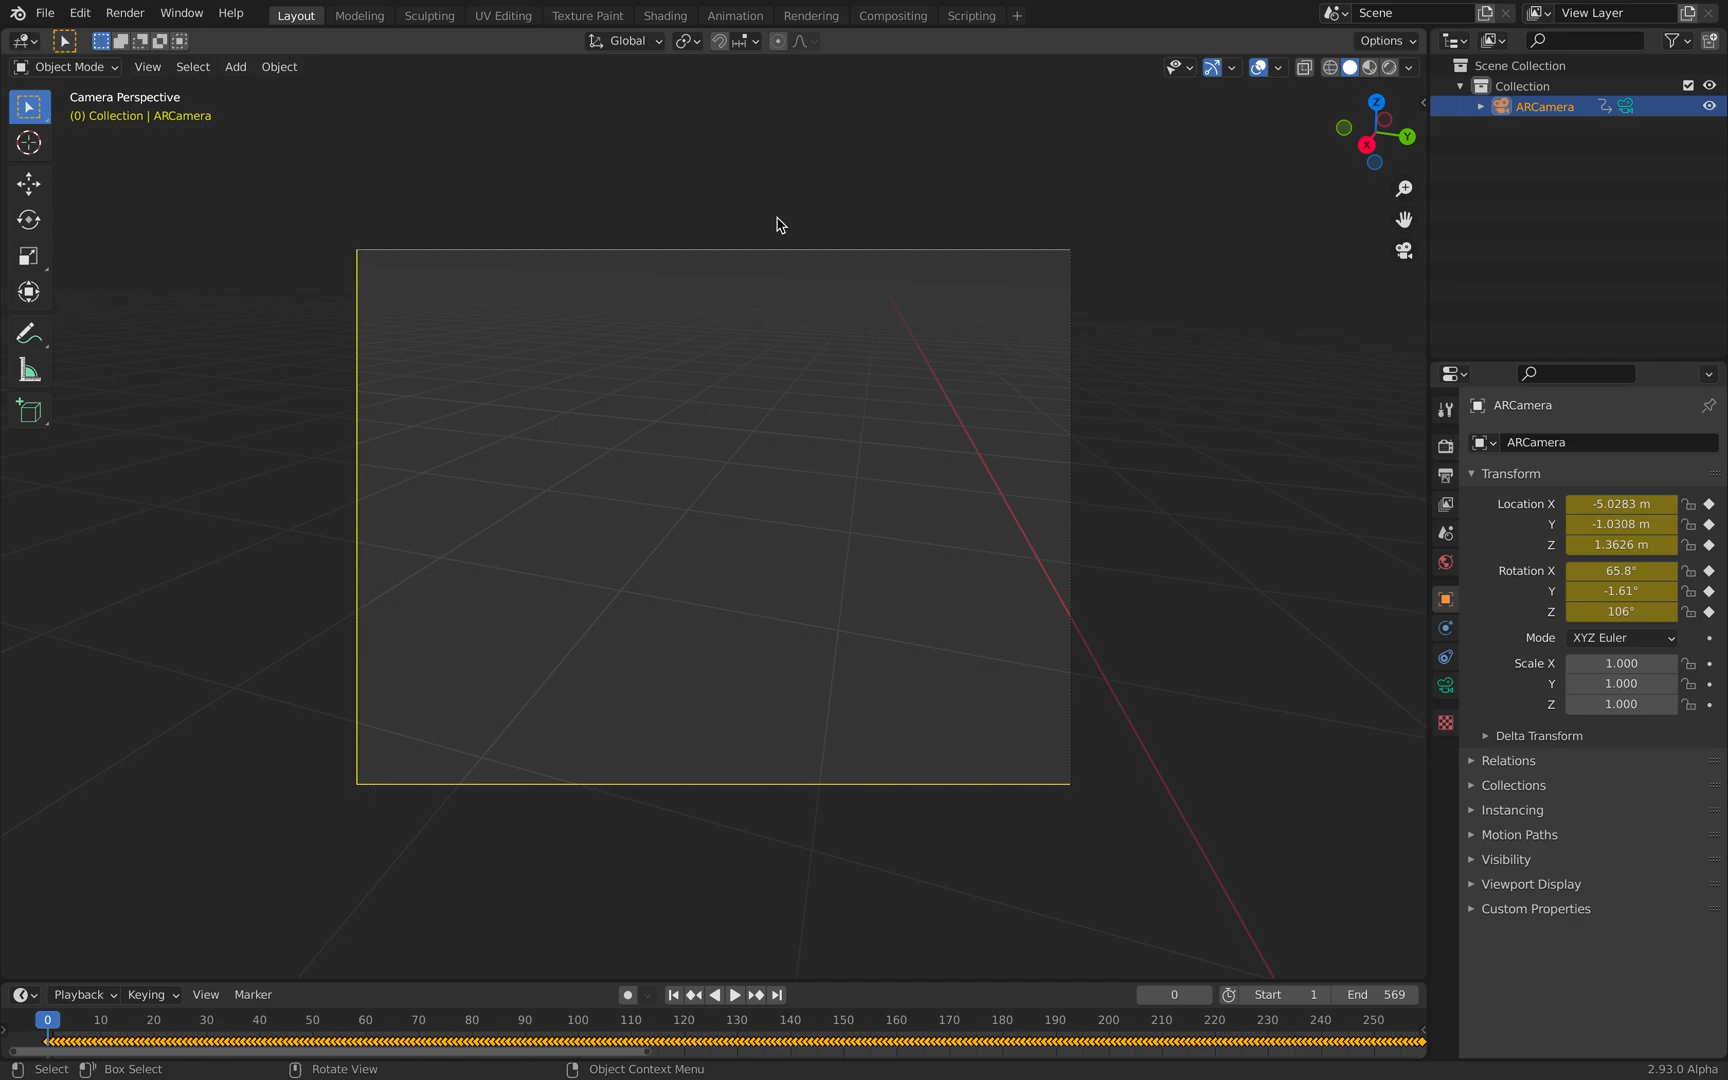 File Edit Render Window Help Layout Modeling Sculpting UV Editing Texture Paint Shading Animation Rendering Compositing Scripting + Scene View Layer
Global Options
Object Mode View Select Add Object
Camera Perspective
(0) Collection | ARCamera
Z
Y
X
Scene Collection
Collection
ARCamera
ARCamera
ARCamera
Transform
Location X -5.0283 m
Y -1.0308 m
Z 1.3626 m
Rotation X 65.8°
Y -1.61°
Z 106°
Mode XYZ Euler
Scale X 1.000
Y 1.000
Z 1.000
Delta Transform
Relations
Collections
Instancing
Motion Paths
Visibility
Viewport Display
Custom Properties
Playback Keying View Marker 0 Start 1 End 569
0 10 20 30 40 50 60 70 80 90 100 110 120 130 140 150 160 170 180 190 200 210 220 230 240 250
Select Box Select Rotate View Object Context Menu 2.93.0 Alpha